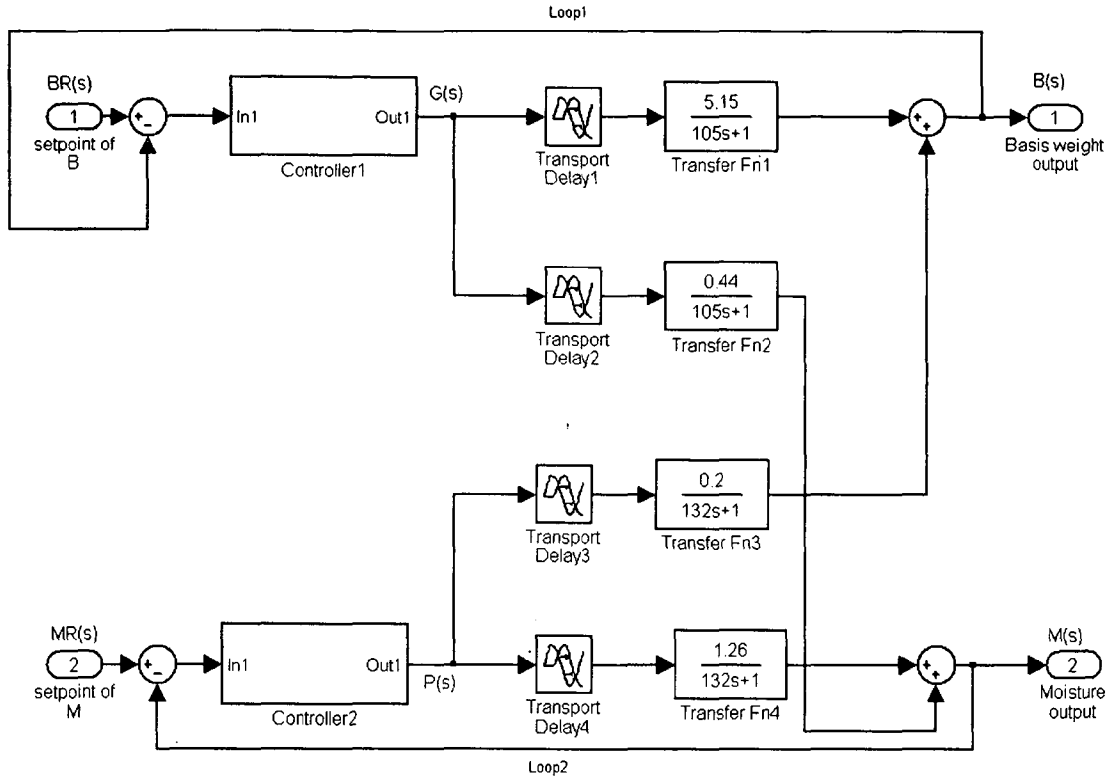 Loop1
BR(s)
1
setpoint of
B
+
−
In1
Out1
Controller1
G(s)
Transport
Delay1
5.15
105s+1
Transfer Fn1
+
+
B(s)
1
Basis weight
output
Transport
Delay2
0.44
105s+1
Transfer Fn2
Transport
Delay3
0.2
132s+1
Transfer Fn3
MR(s)
2
setpoint of
M
+
−
In1
Out1
Controller2
P(s)
Transport
Delay4
1.26
132s+1
Transfer Fn4
+
+
M(s)
2
Moisture
output
Loop2